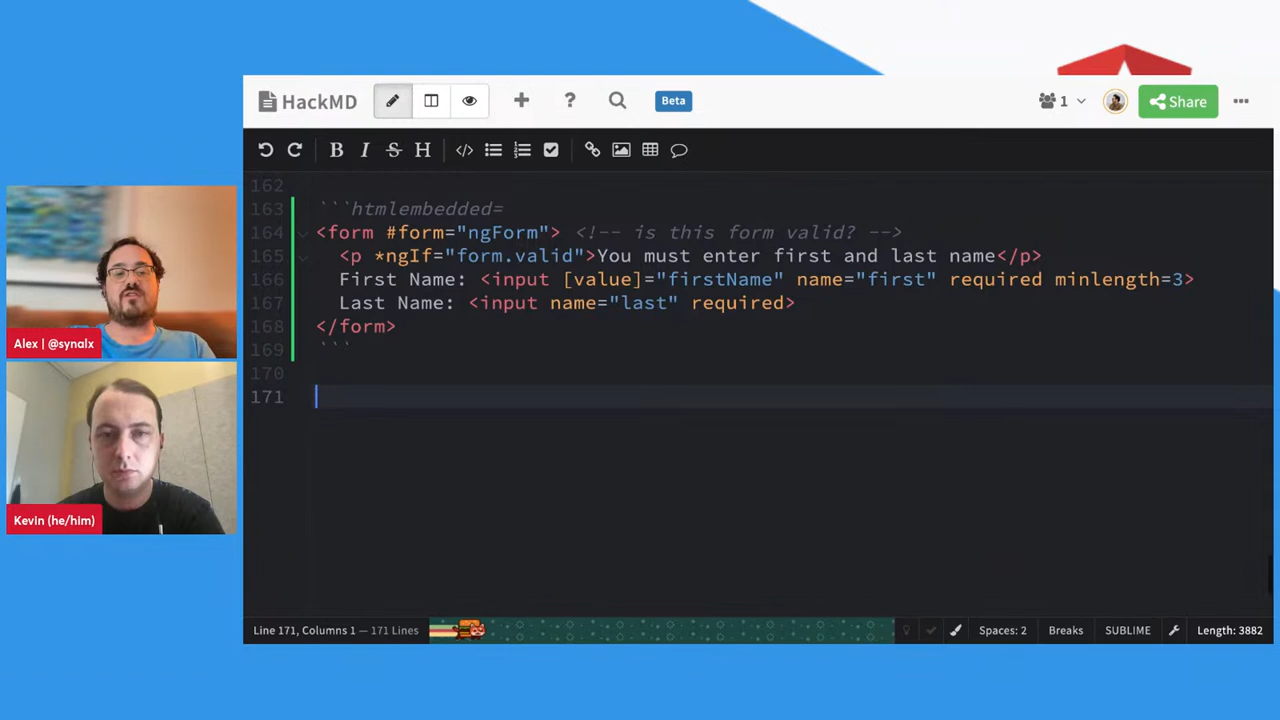 HackMD
Beta
1
Share
162
163 ```htmlembedded=
164 <form #form="ngForm"> <!-- is this form valid? -->
165 <p *ngIf="form.valid">You must enter first and last name</p>
166 First Name: <input [value]="firstName" name="first" required minlength=3>
167 Last Name: <input name="last" required>
168 </form>
169 ```
170
171
Alex | @synalx
Kevin (he/him)
Line 171, Columns 1 — 171 Lines
Spaces: 2
Breaks
SUBLIME
Length: 3882